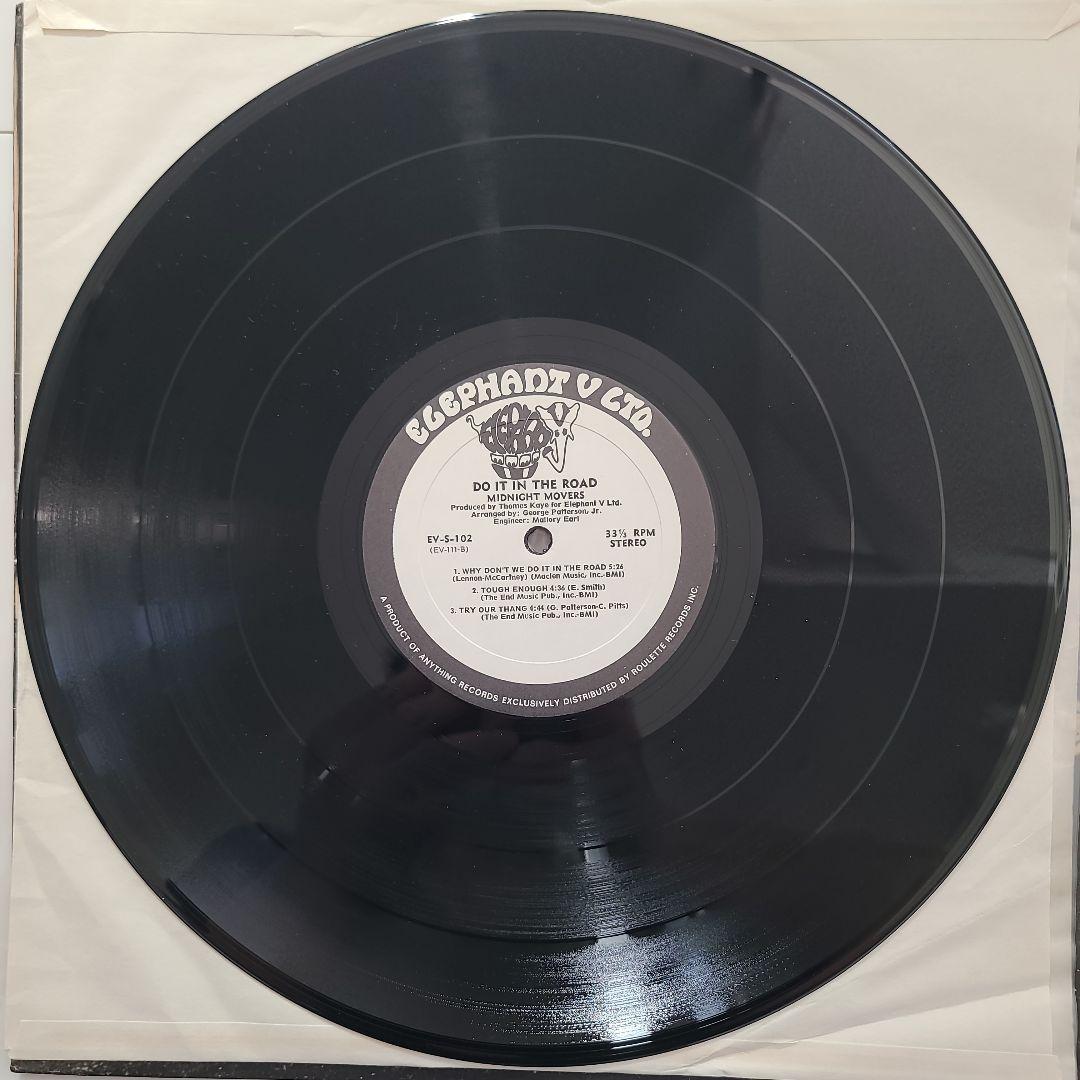 ELEPHANT V LTD.
DO IT IN THE ROAD
MIDNIGHT MOVERS
Produced by Thomas Kaye for Elephant V Ltd.
Arranged by: George Patterson, Jr.
Engineer: Mallory Earl
EV-S-102
(EV-111-B)
33⅓ RPM
STEREO
1. WHY DON'T WE DO IT IN THE ROAD 5:26
(Lennon-McCartney) (Maclen Music, Inc.-BMI)
2. TOUGH ENOUGH 4:36 (E. Smith)
(The End Music Pub., Inc.-BMI)
3. TRY OUR THANG 4:44 (G. Patterson-C. Pitts)
(The End Music Pub., Inc.-BMI)
A PRODUCT OF ANYTHING RECORDS EXCLUSIVELY DISTRIBUTED BY ROULETTE RECORDS INC.